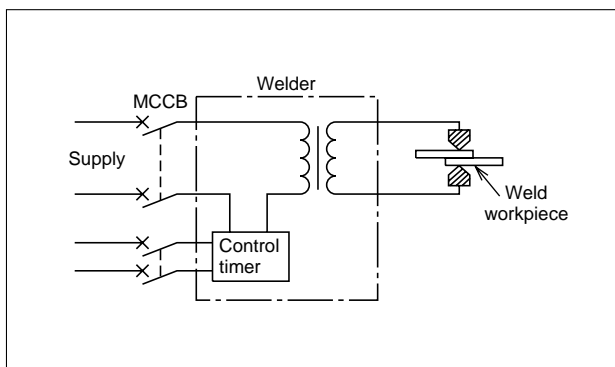 Welder
MCCB
Supply
Weld
workpiece
Control
timer